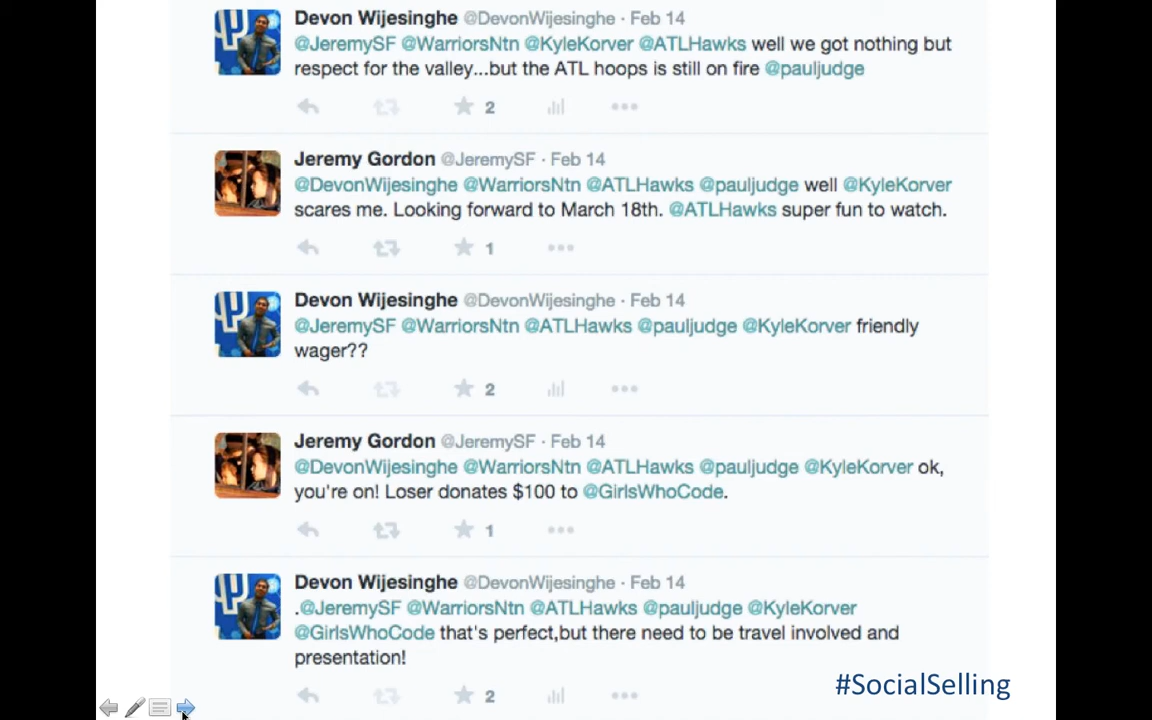 Devon Wijesinghe @DevonWijesinghe · Feb 14
@JeremySF @WarriorsNtn @KyleKorver @ATLHawks well we got nothing but
respect for the valley...but the ATL hoops is still on fire @pauljudge
2
Jeremy Gordon @JeremySF · Feb 14
@DevonWijesinghe @WarriorsNtn @ATLHawks @pauljudge well @KyleKorver
scares me. Looking forward to March 18th. @ATLHawks super fun to watch.
1
Devon Wijesinghe @DevonWijesinghe · Feb 14
@JeremySF @WarriorsNtn @ATLHawks @pauljudge @KyleKorver friendly
wager??
2
Jeremy Gordon @JeremySF · Feb 14
@DevonWijesinghe @WarriorsNtn @ATLHawks @pauljudge @KyleKorver ok,
you're on! Loser donates $100 to @GirlsWhoCode.
1
Devon Wijesinghe @DevonWijesinghe · Feb 14
.@JeremySF @WarriorsNtn @ATLHawks @pauljudge @KyleKorver
@GirlsWhoCode that's perfect,but there need to be travel involved and
presentation!
2
#SocialSelling